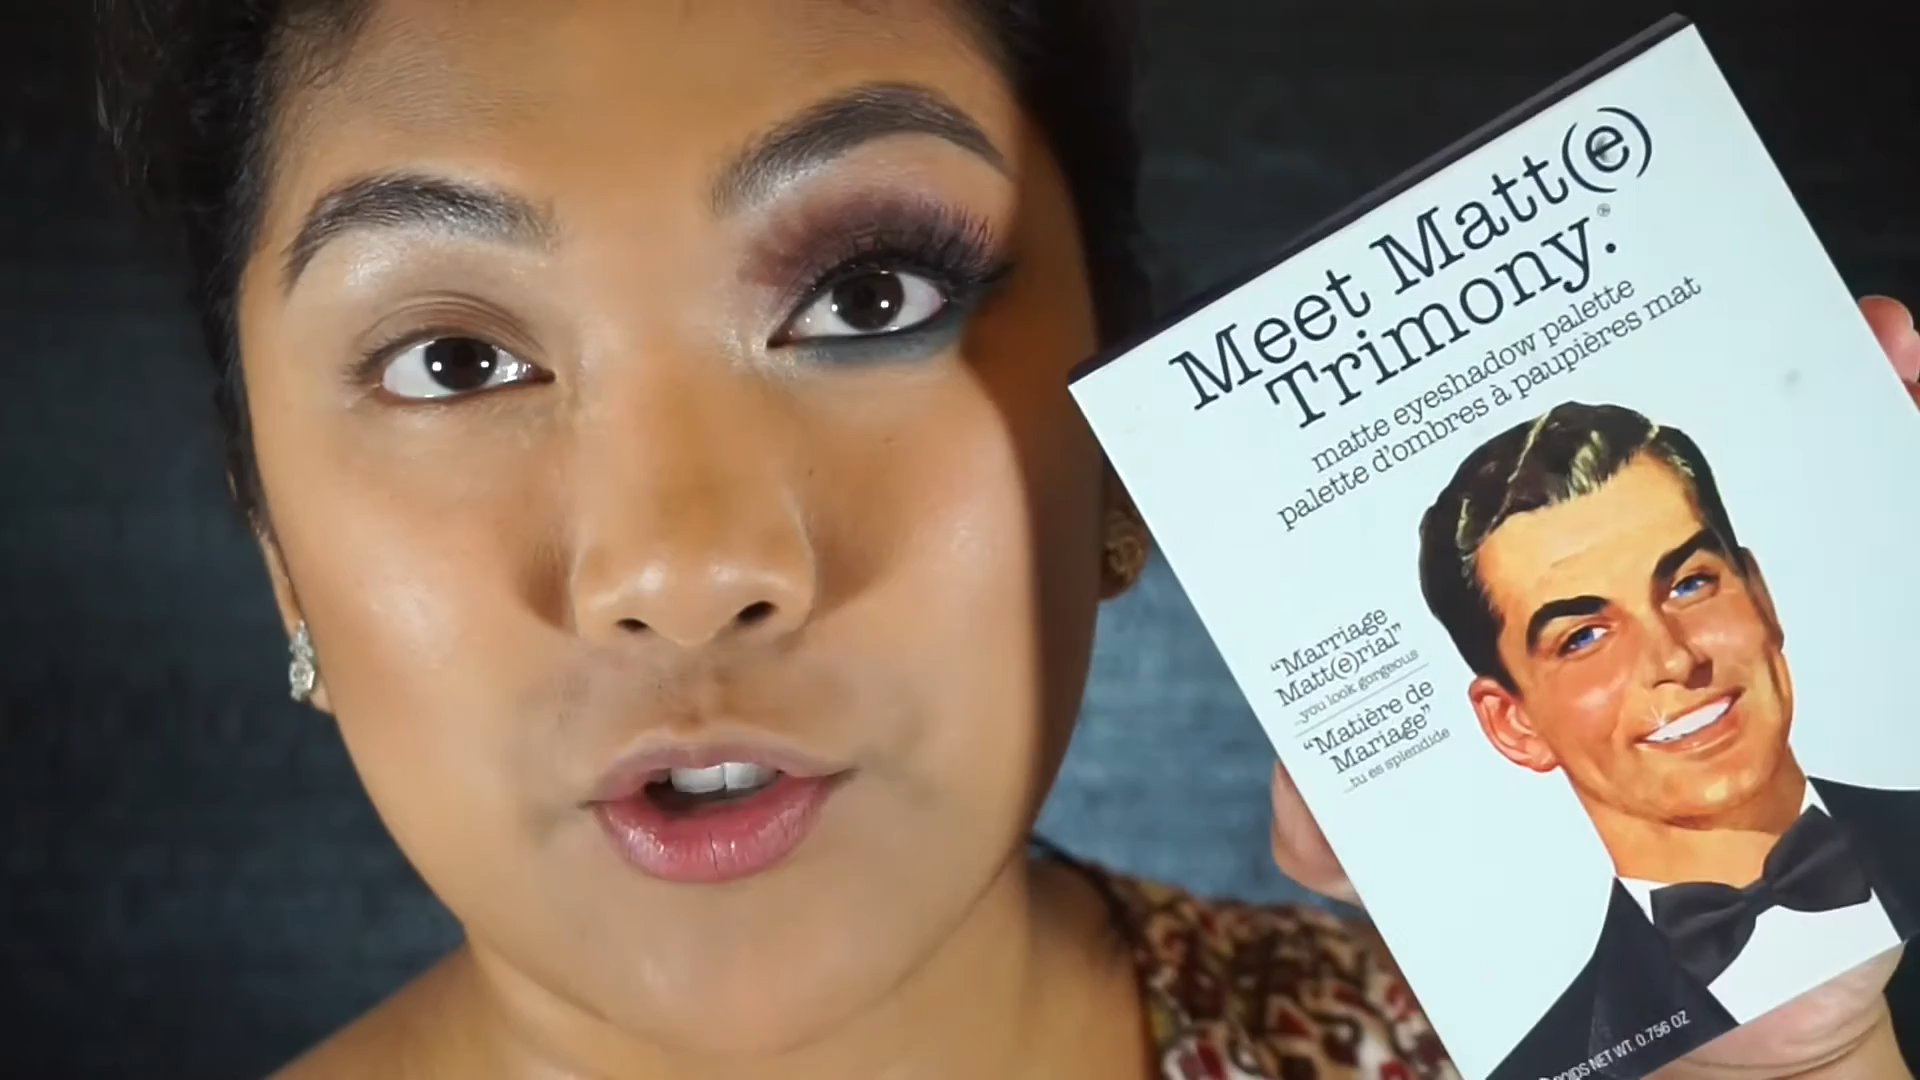 Meet Matt(e)
Trimony.®
matte eyeshadow palette
palette d'ombres à paupières mat
“Marriage
Matt(e)rial”
...you look gorgeous
“Matière de
Mariage”
...tu es splendide
POIDS NET WT. 0.756 OZ